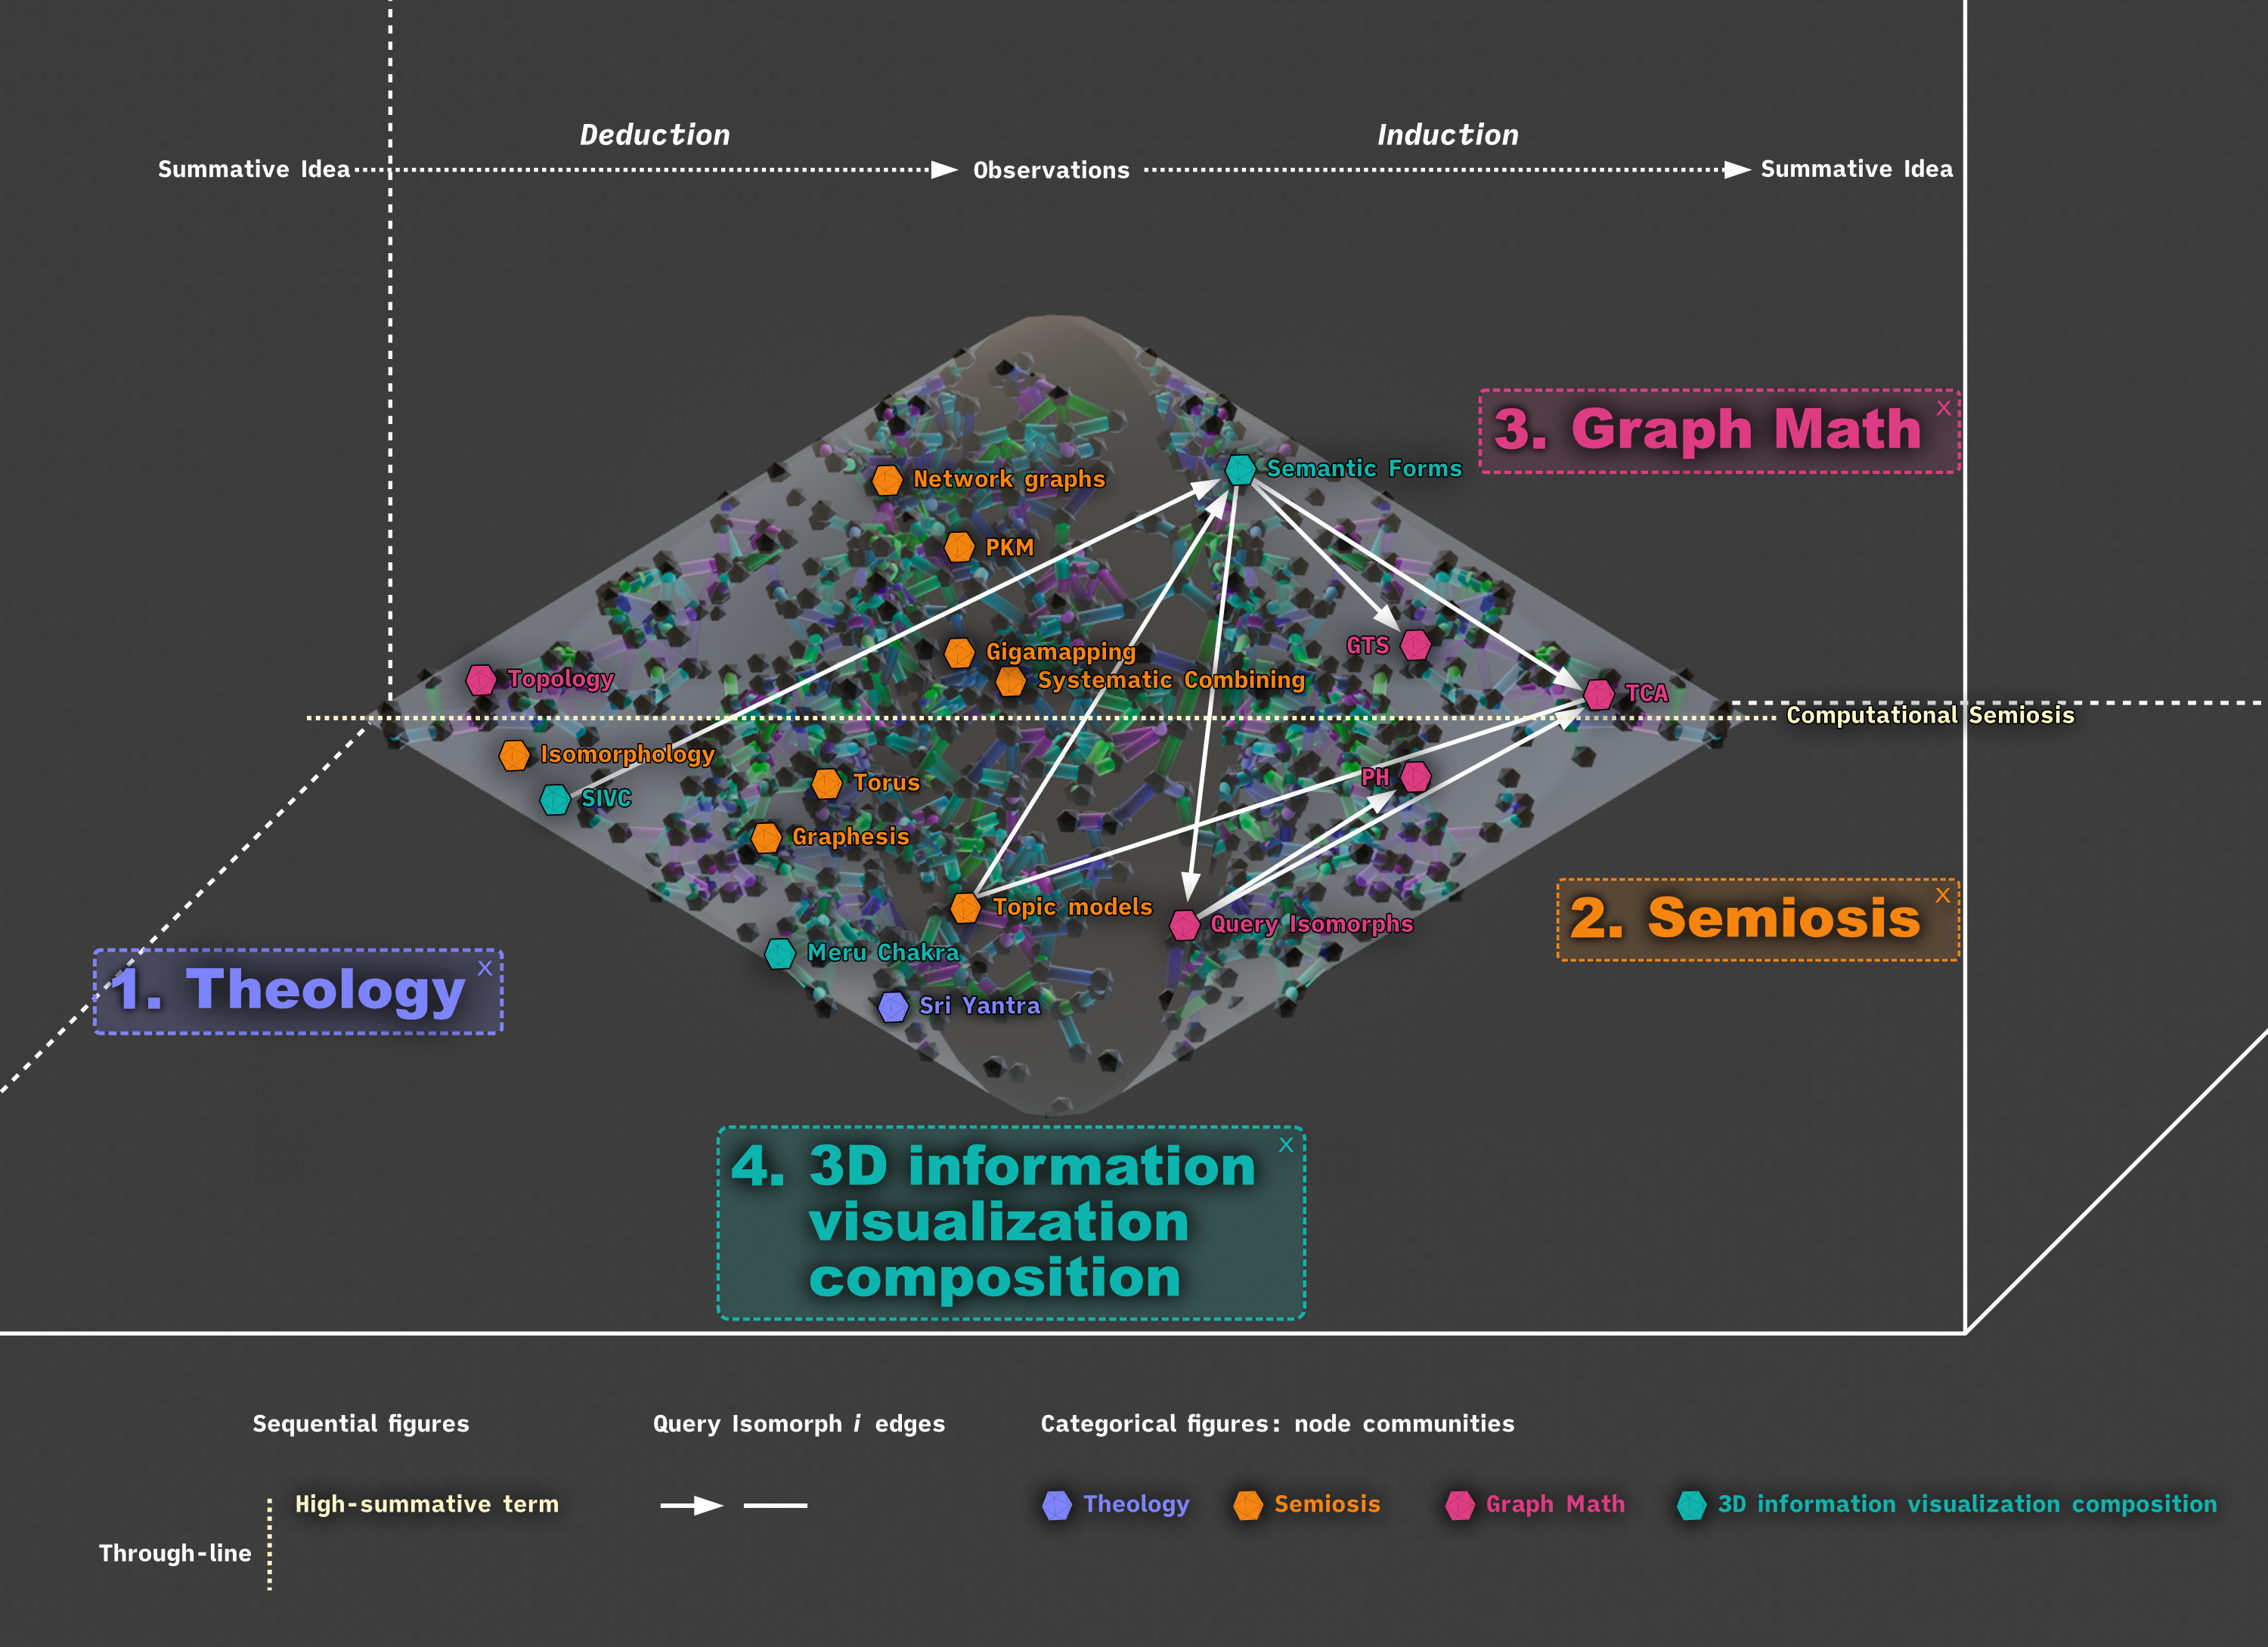 Deduction
Induction
Summative Idea
Observations
Summative Idea
3. Graph Math
X
Semantic Forms
Network graphs
PKM
GTS
Gigamapping
Systematic Combining
Topology
TCA
Computational Semiosis
Isomorphology
PH
Torus
SIVC
Graphesis
2. Semiosis
X
Topic models
Query Isomorphs
Meru Chakra
1. Theology
X
Sri Yantra
4. 3D information
visualization
composition
X
Sequential figures
Query Isomorph i edges
Categorical figures: node communities
High-summative term
Theology
Semiosis
Graph Math
3D information visualization composition
Through-line